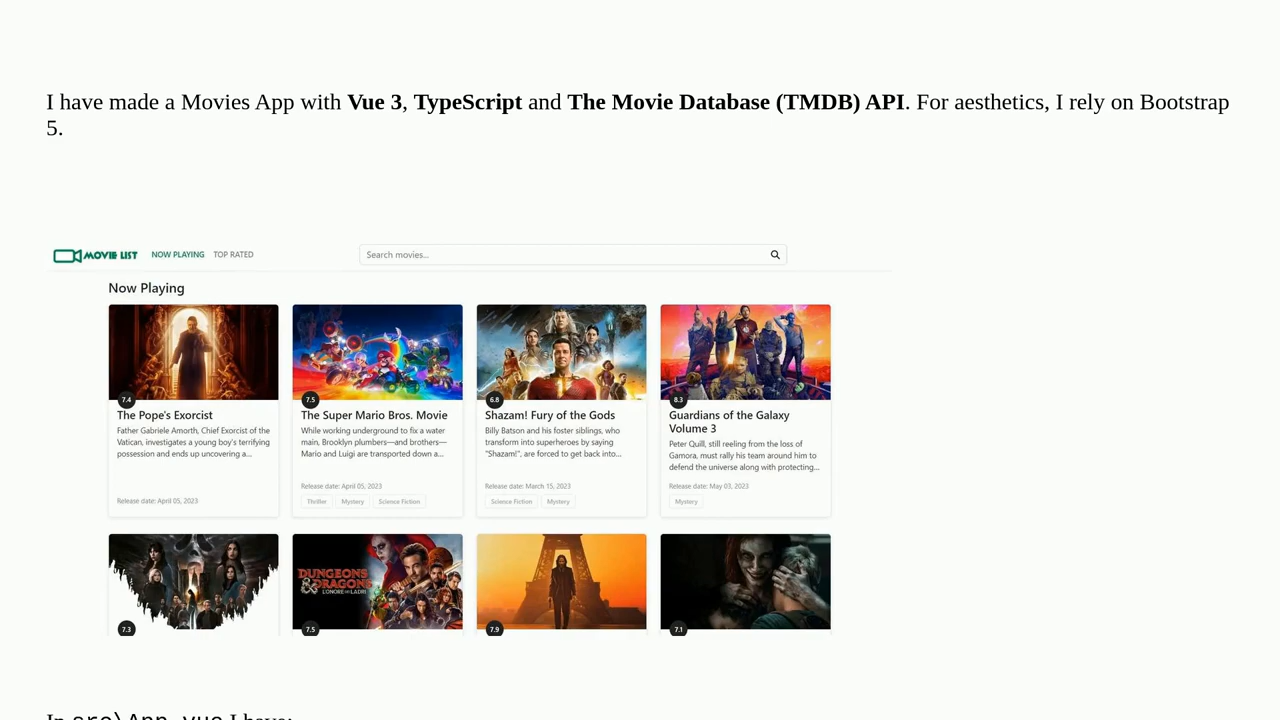 I have made a Movies App with Vue 3, TypeScript and The Movie Database (TMDB) API. For aesthetics, I rely on Bootstrap
5.
MOVIE LIST NOW PLAYING TOP RATED Search movies...
Now Playing
7.4 7.5 6.8 8.3
The Pope's Exorcist
Father Gabriele Amorth, Chief Exorcist of the
Vatican, investigates a young boy's terrifying
possession and ends up uncovering a...
Release date: April 05, 2023
The Super Mario Bros. Movie
While working underground to fix a water
main, Brooklyn plumbers—and brothers—
Mario and Luigi are transported down a...
Release date: April 05, 2023
Thriller Mystery Science Fiction
Shazam! Fury of the Gods
Billy Batson and his foster siblings, who
transform into superheroes by saying
"Shazam!", are forced to get back into...
Release date: March 15, 2023
Science Fiction Mystery
Guardians of the Galaxy
Volume 3
Peter Quill, still reeling from the loss of
Gamora, must rally his team around him to
defend the universe along with protecting...
Release date: May 03, 2023
Mystery
DUNGEONS
& DRAGONS
L'ONORE DEI LADRI
7.3 7.5 7.9 7.1
In src\App.vue I have: